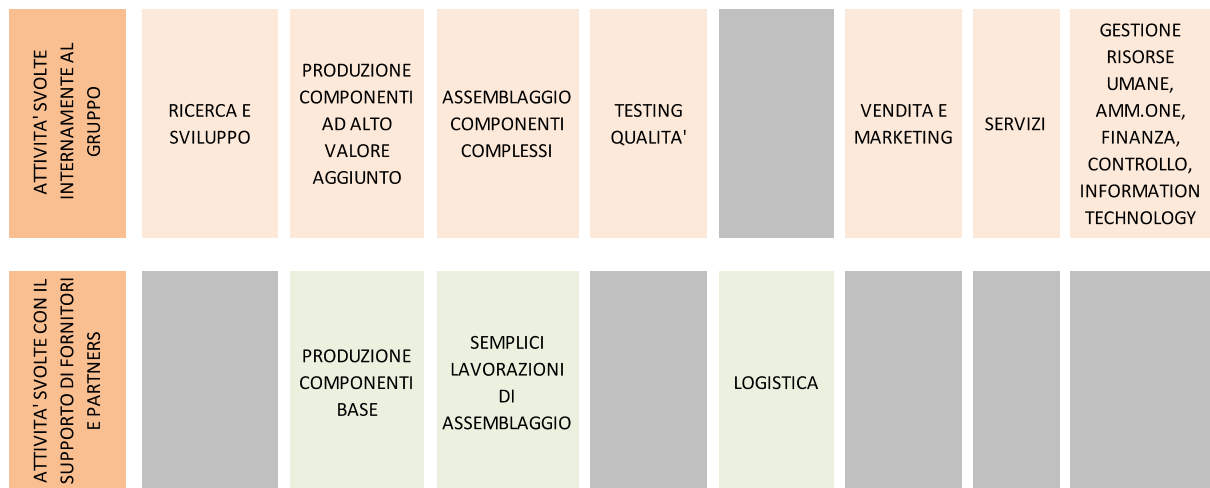 ATTIVITA' SVOLTE
INTERNAMENTE AL
GRUPPO
RICERCA E
SVILUPPO
PRODUZIONE
COMPONENTI
AD ALTO
VALORE
AGGIUNTO
ASSEMBLAGGIO
COMPONENTI
COMPLESSI
TESTING
QUALITA'
VENDITA E
MARKETING
SERVIZI
GESTIONE
RISORSE
UMANE,
AMM.ONE,
FINANZA,
CONTROLLO,
INFORMATION
TECHNOLOGY
ATTIVITA' SVOLTE CON IL
SUPPORTO DI FORNITORI
E PARTNERS
PRODUZIONE
COMPONENTI
BASE
SEMPLICI
LAVORAZIONI
DI
ASSEMBLAGGIO
LOGISTICA